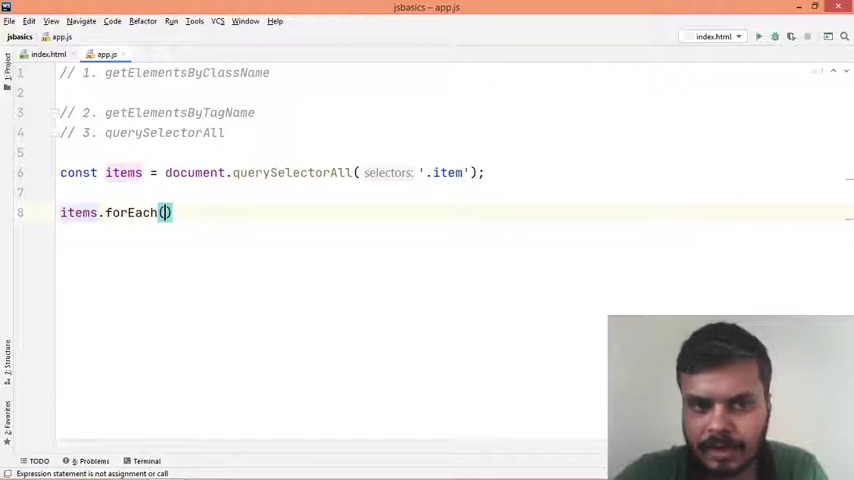 jsbasics – app.js
File Edit View Navigate Code Refactor Run Tools VCS Window Help
jsbasics app.js index.html
index.html app.js
1: Project
1 // 1. getElementsByClassName
2
3 // 2. getElementsByTagName
4 // 3. querySelectorAll
5
6 const items = document.querySelectorAll( selectors: '.item');
7
8 items.forEach()
7: Structure
2: Favorites
TODO 6: Problems Terminal
Expression statement is not assignment or call